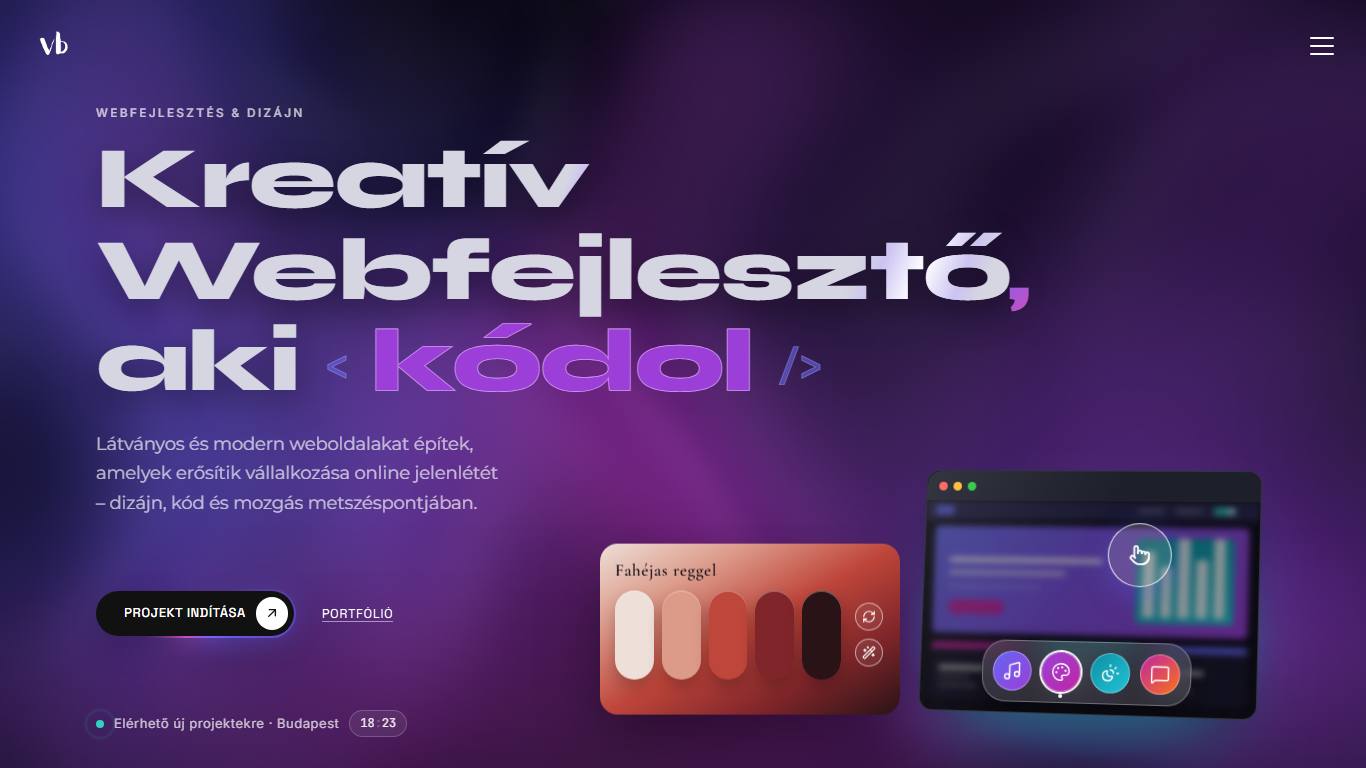 vb
WEBFEJLESZTÉS & DIZÁJN
Kreatív
Webfejlesztő,
aki < kódol />
Látványos és modern weboldalakat építek,
amelyek erősítik vállalkozása online jelenlétét
– dizájn, kód és mozgás metszéspontjában.
Fahéjas reggel
PROJEKT INDÍTÁSA
PORTFÓLIÓ
Elérhető új projektekre · Budapest 18:23